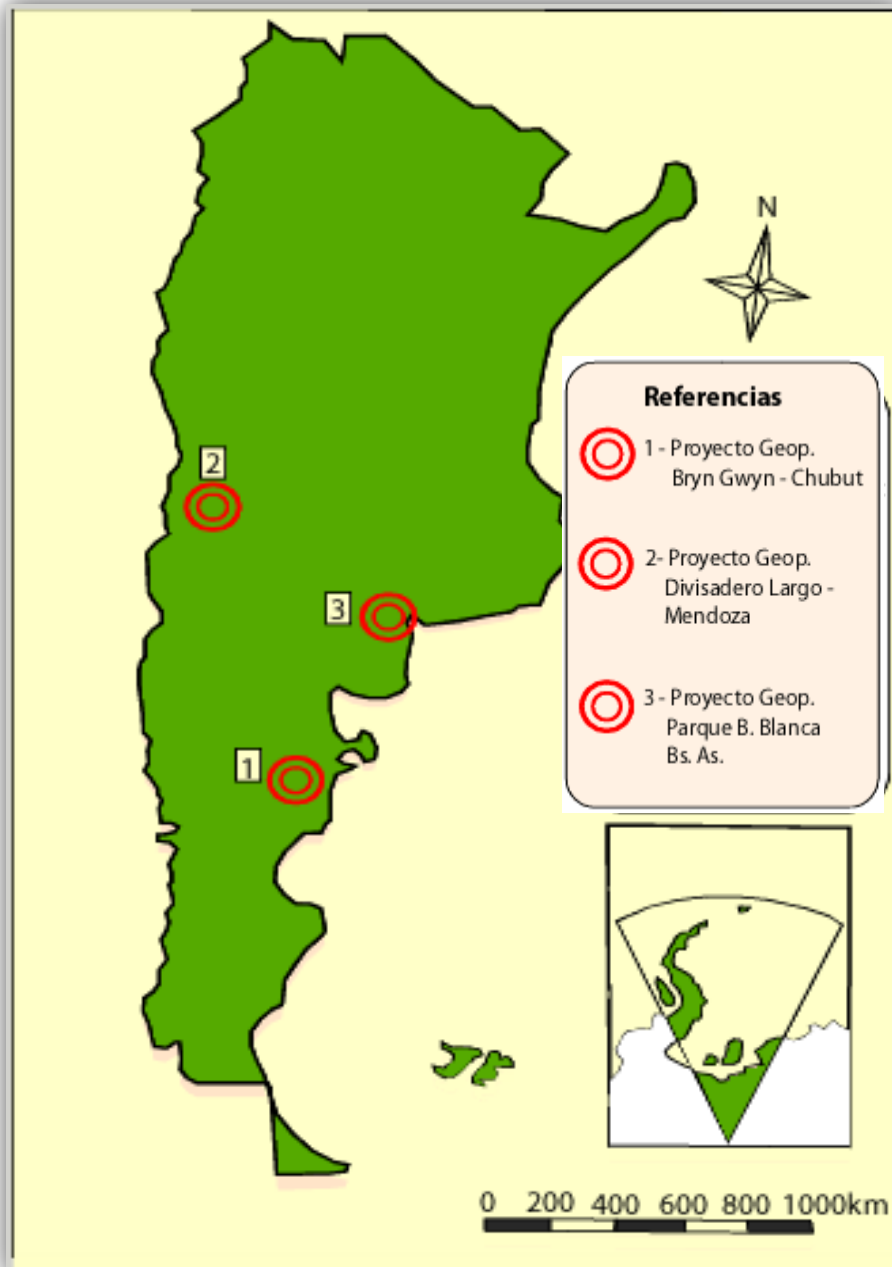 N
Referencias
1 - Proyecto Geop.
Bryn Gwyn - Chubut
2- Proyecto Geop.
Divisadero Largo -
Mendoza
3 - Proyecto Geop.
Parque B. Blanca
Bs. As.
2
3
1
0 200 400 600 800 1000km